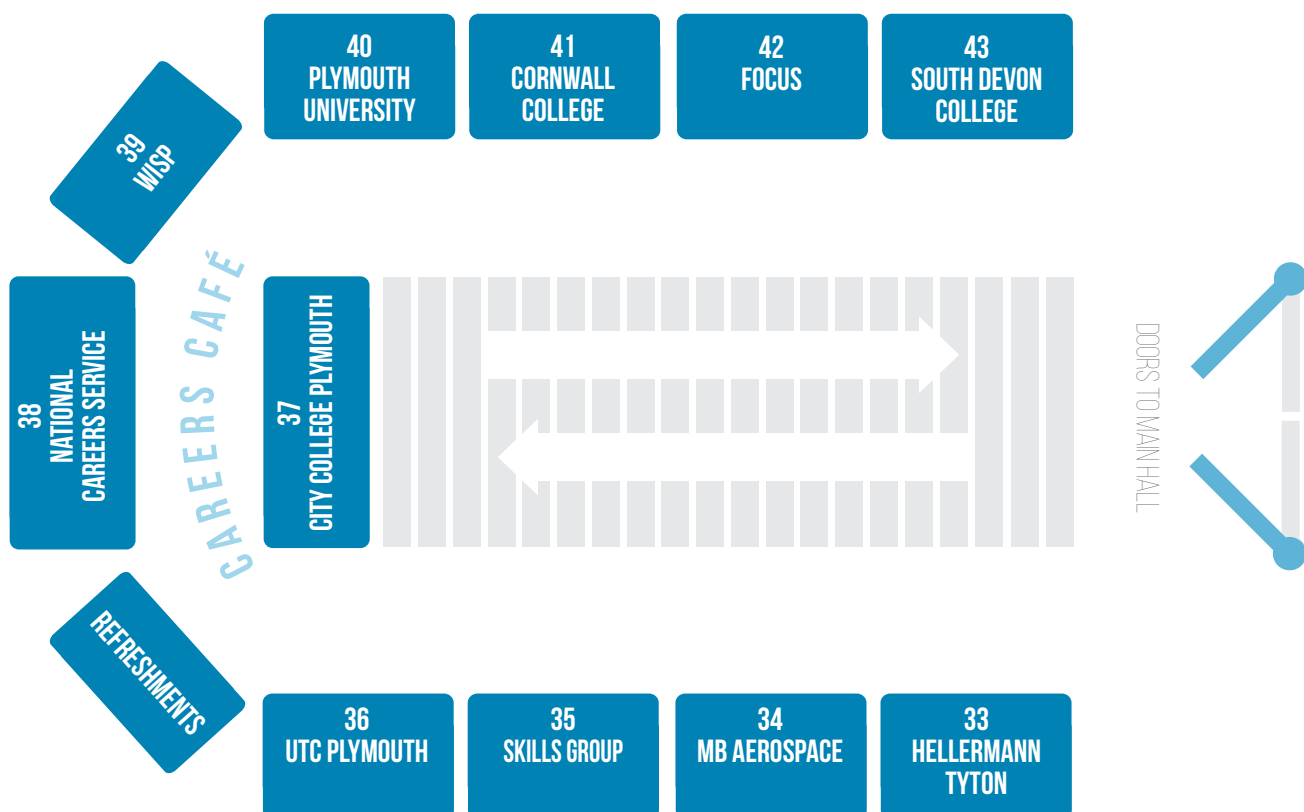 40
PLYMOUTH
UNIVERSITY
41
CORNWALL
COLLEGE
42
FOCUS
43
SOUTH DEVON
COLLEGE
39
WISP
38
NATIONAL
CAREERS SERVICE
CAREERS CAFÉ
37
CITY COLLEGE PLYMOUTH
DOORS TO MAIN HALL
REFRESHMENTS
36
UTC PLYMOUTH
35
SKILLS GROUP
34
MB AEROSPACE
33
HELLERMANN
TYTON